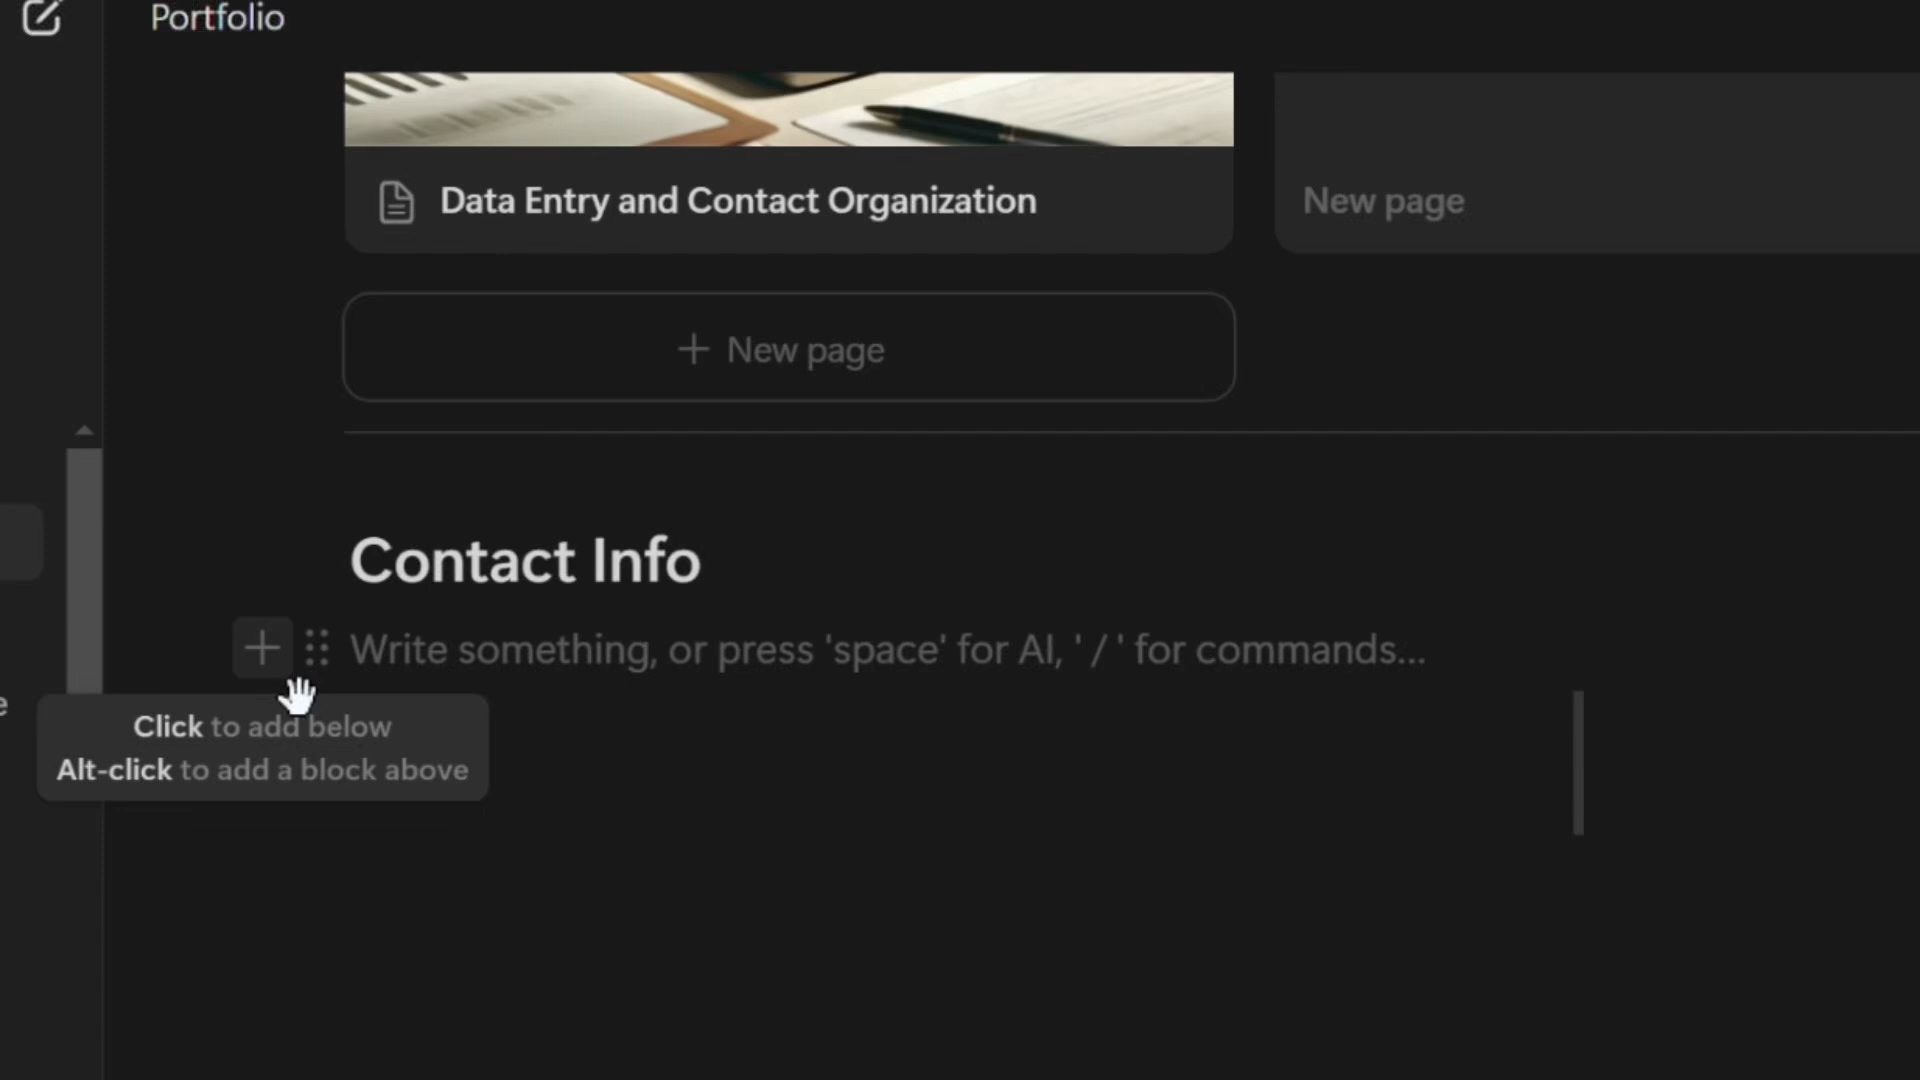 Portfolio
Data Entry and Contact Organization
New page
+ New page
Contact Info
Write something, or press 'space' for AI, '/' for commands...
e
Click to add below
Alt-click to add a block above